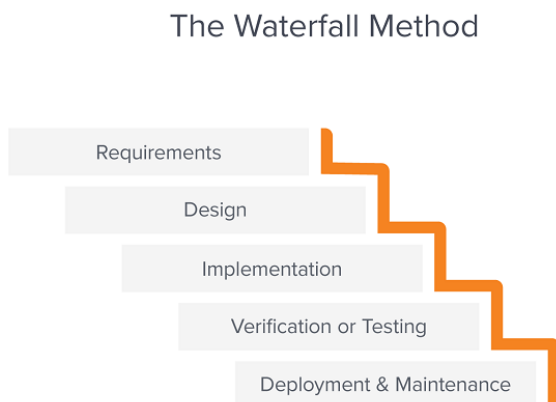 The Waterfall Method
Requirements
Design
Implementation
Verification or Testing
Deployment & Maintenance